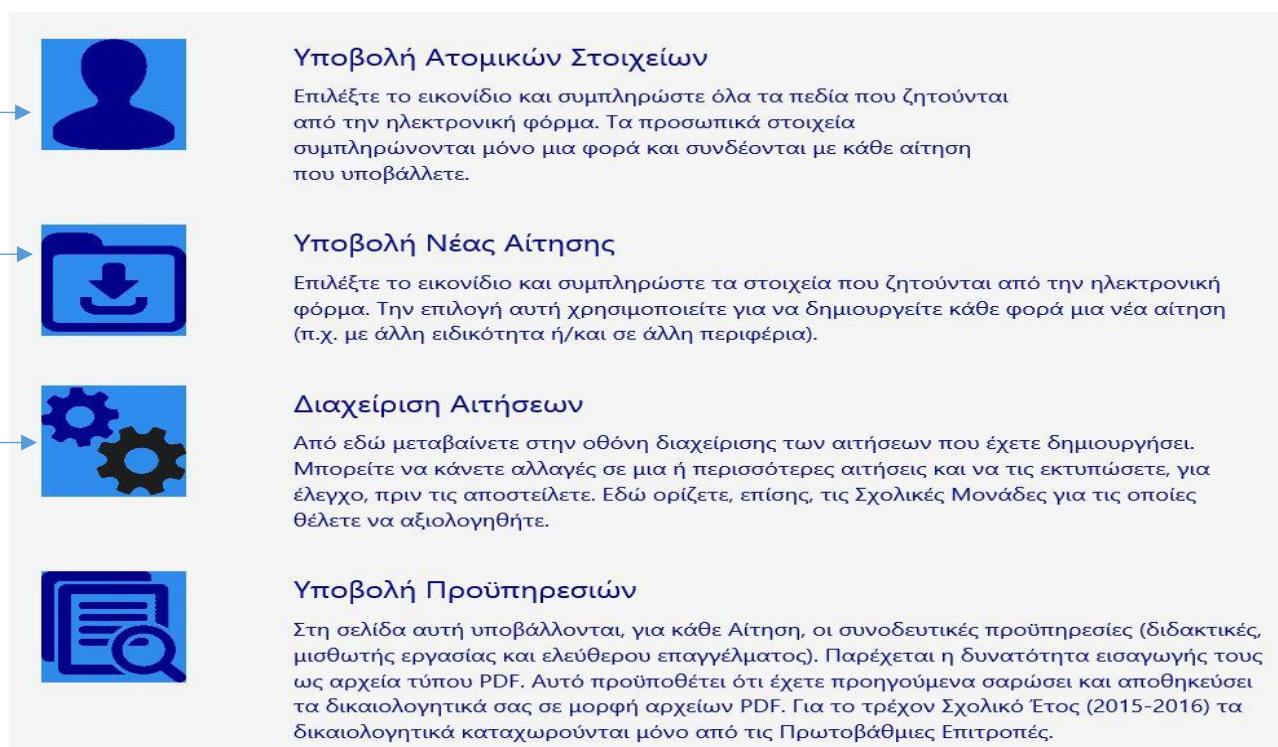 Υποβολή Ατομικών Στοιχείων
Επιλέξτε το εικονίδιο και συμπληρώστε όλα τα πεδία που ζητούνται
από την ηλεκτρονική φόρμα. Τα προσωπικά στοιχεία
συμπληρώνονται μόνο μια φορά και συνδέονται με κάθε αίτηση
που υποβάλλετε.
Υποβολή Νέας Αίτησης
Επιλέξτε το εικονίδιο και συμπληρώστε τα στοιχεία που ζητούνται από την ηλεκτρονική
φόρμα. Την επιλογή αυτή χρησιμοποιείτε για να δημιουργείτε κάθε φορά μια νέα αίτηση
(π.χ. με άλλη ειδικότητα ή/και σε άλλη περιφέρια).
Διαχείριση Αιτήσεων
Από εδώ μεταβαίνετε στην οθόνη διαχείρισης των αιτήσεων που έχετε δημιουργήσει.
Μπορείτε να κάνετε αλλαγές σε μια ή περισσότερες αιτήσεις και να τις εκτυπώσετε, για
έλεγχο, πριν τις αποστείλετε. Εδώ ορίζετε, επίσης, τις Σχολικές Μονάδες για τις οποίες
θέλετε να αξιολογηθήτε.
Υποβολή Προϋπηρεσιών
Στη σελίδα αυτή υποβάλλονται, για κάθε Αίτηση, οι συνοδευτικές προϋπηρεσίες (διδακτικές,
μισθωτής εργασίας και ελεύθερου επαγγέλματος). Παρέχεται η δυνατότητα εισαγωγής τους
ως αρχεία τύπου PDF. Αυτό προϋποθέτει ότι έχετε προηγούμενα σαρώσει και αποθηκεύσει
τα δικαιολογητικά σας σε μορφή αρχείων PDF. Για το τρέχον Σχολικό Έτος (2015-2016) τα
δικαιολογητικά καταχωρούνται μόνο από τις Πρωτοβάθμιες Επιτροπές.